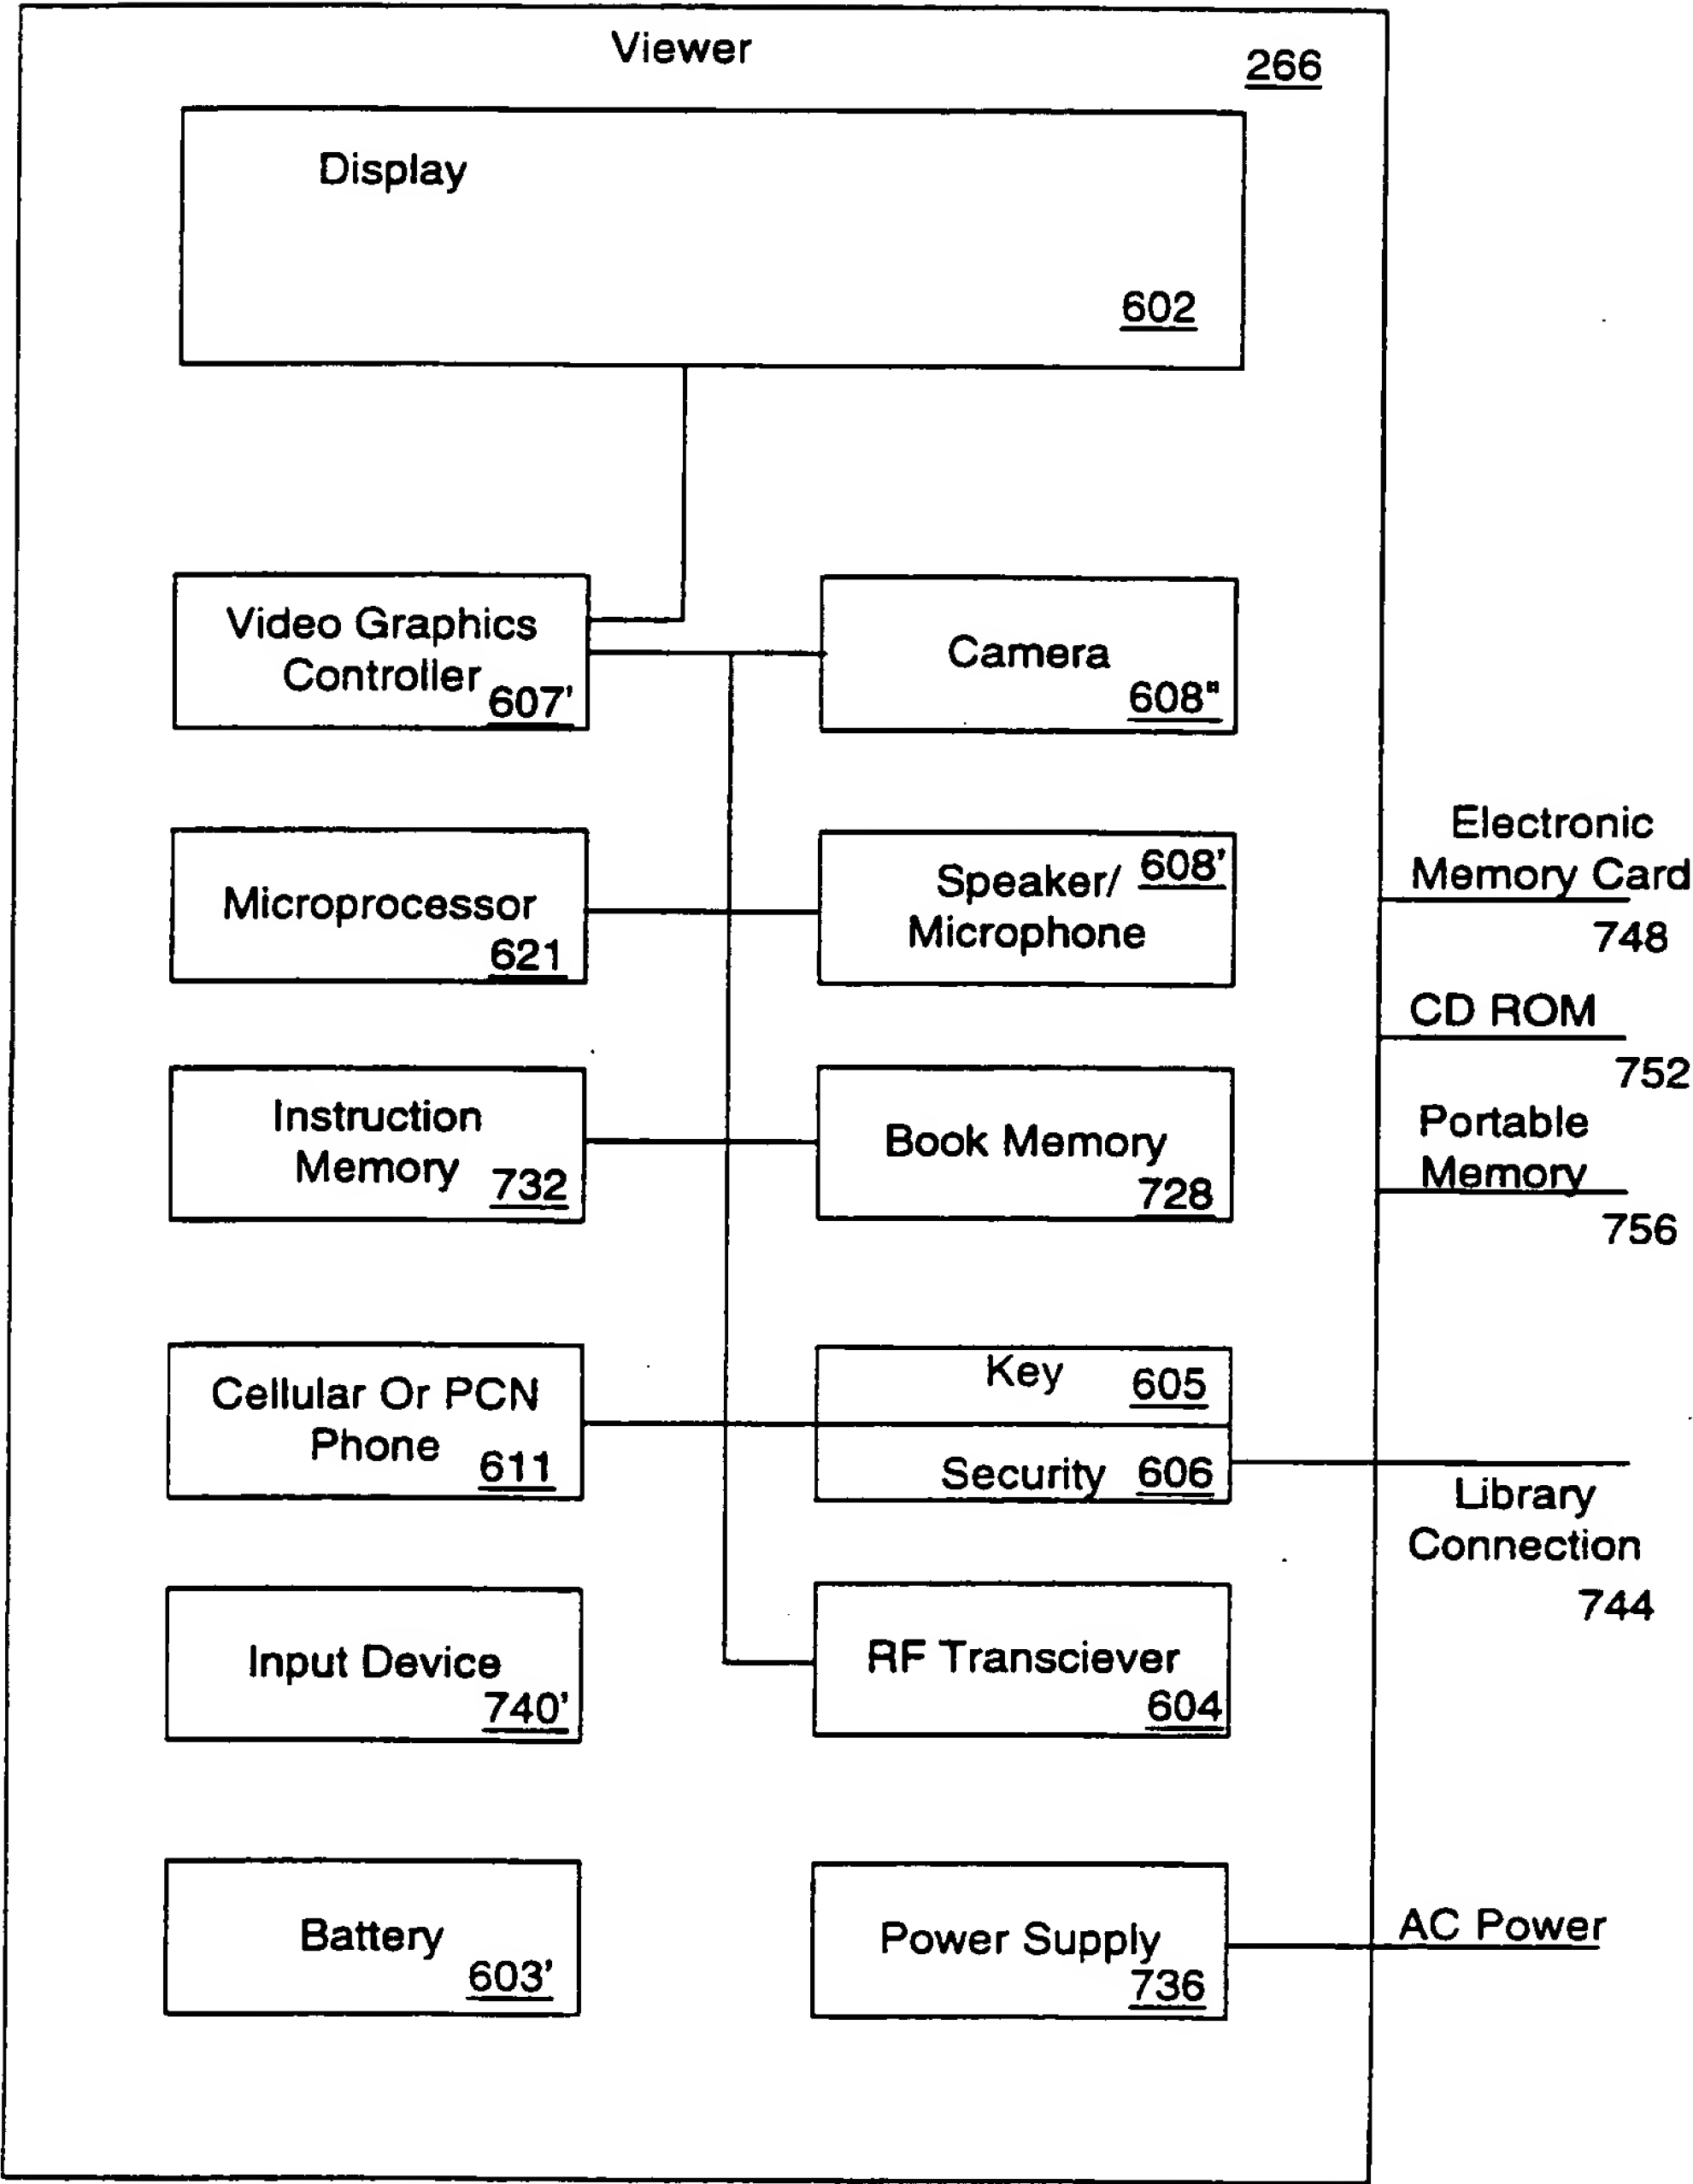 Viewer
266
Display
602
Video Graphics
Controller
607'
Camera
608"
Microprocessor
621
Speaker/
Microphone
608'
Instruction
Memory
732
Book Memory
728
Cellular Or PCN
Phone
611
Key
605
Security
606
Input Device
740'
RF Transciever
604
Battery
603'
Power Supply
736
Electronic
Memory Card
748
CD ROM
752
Portable
Memory
756
Library
Connection
744
AC Power